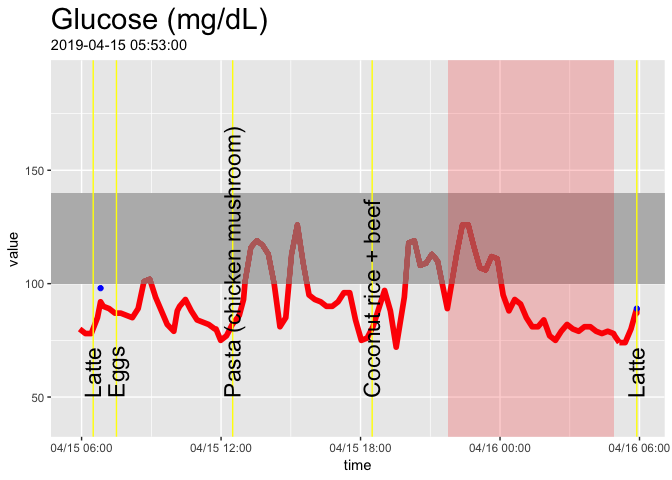 Glucose (mg/dL)
2019-04-15 05:53:00
value
150
100
50
Latte
Eggs
Pasta (chicken mushroom)
Coconut rice + beef
Latte
04/15 06:00
04/15 12:00
04/15 18:00
04/16 00:00
04/16 06:00
time